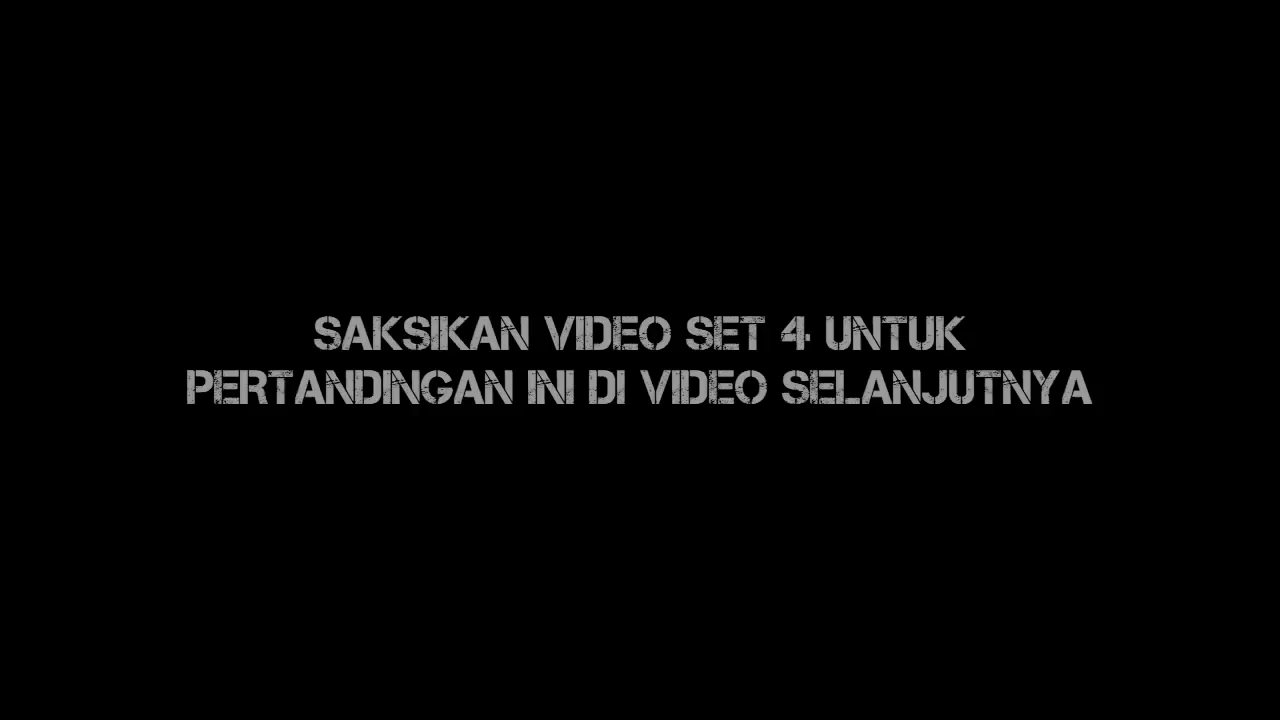 SAKSIKAN VIDEO SET 4 UNTUK
PERTANDINGAN INI DI VIDEO SELANJUTNYA